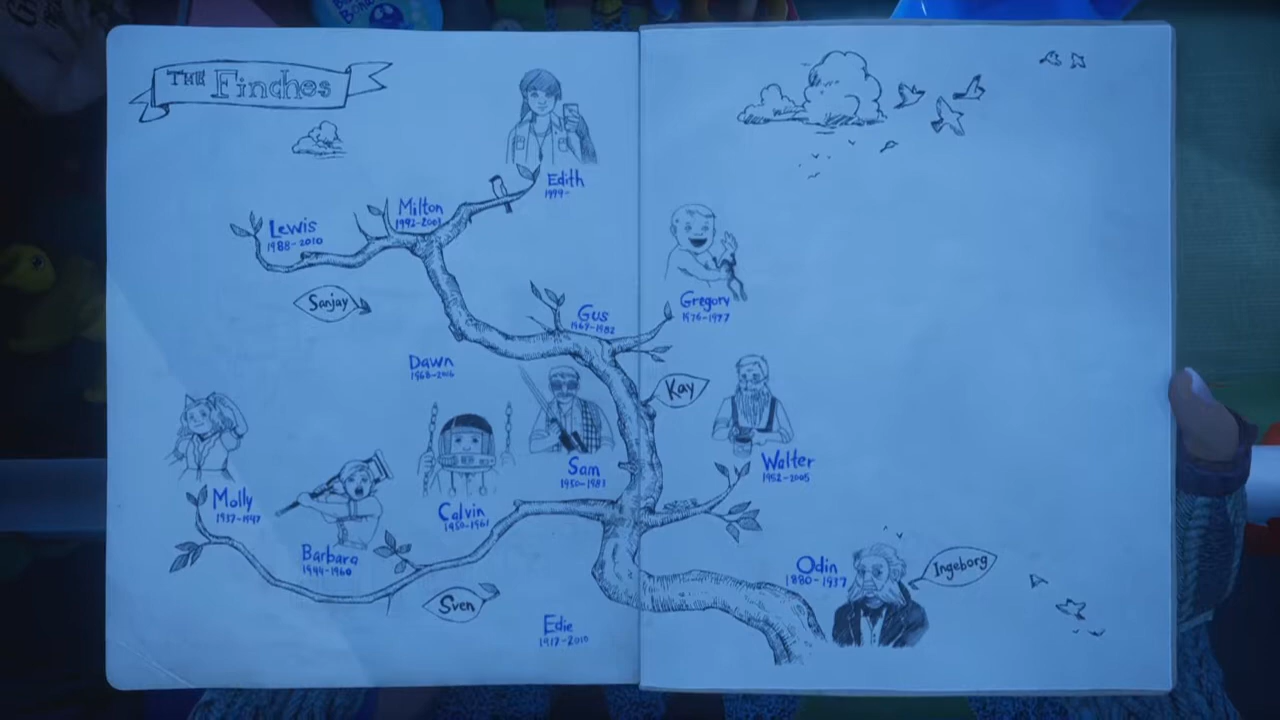 THE Finches
Edith
1999-
Milton
1992-2003
Lewis
1988-2010
Sanjay
Gregory
1976-1977
Gus
1969-1982
Dawn
1968-2016
Kay
Sam
1950-1983
Walter
1952-2005
Molly
1937-1947
Barbara
1944-1960
Calvin
1950-1961
Sven
Edie
1917-2010
Odin
1880-1937
Ingeborg